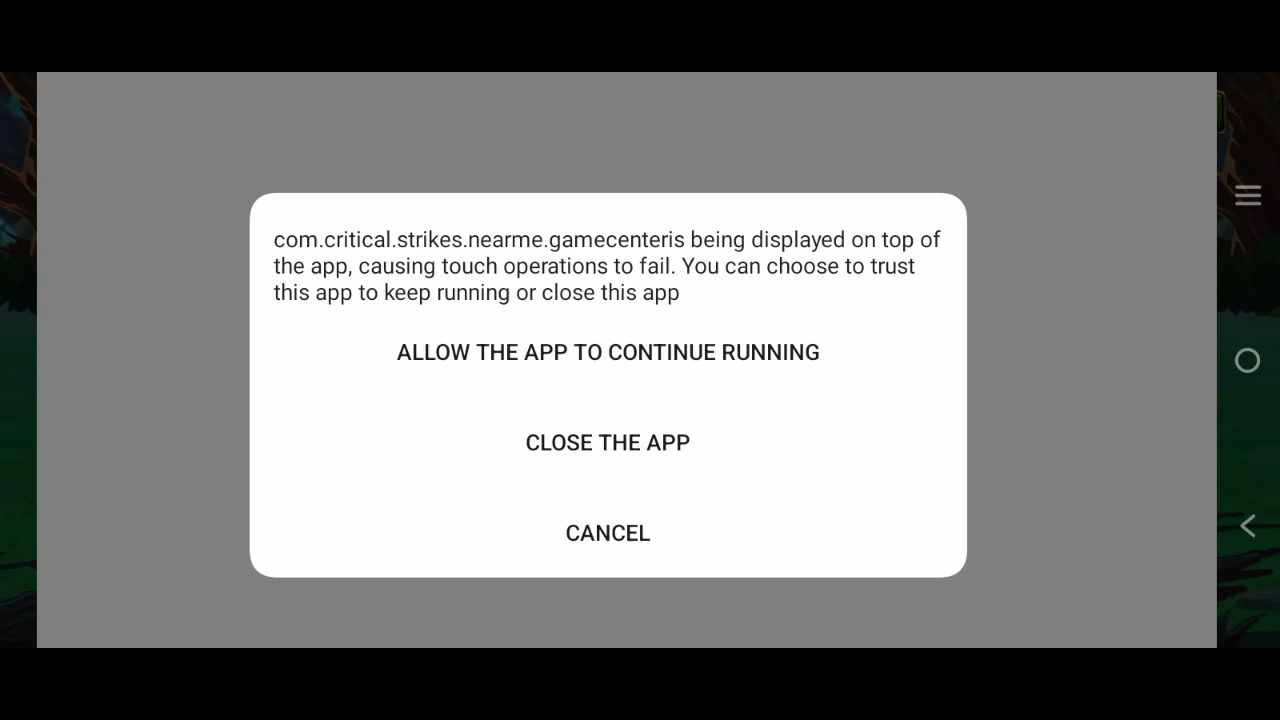 com.critical.strikes.nearme.gamecenteris being displayed on top of
the app, causing touch operations to fail. You can choose to trust
this app to keep running or close this app
ALLOW THE APP TO CONTINUE RUNNING
CLOSE THE APP
CANCEL